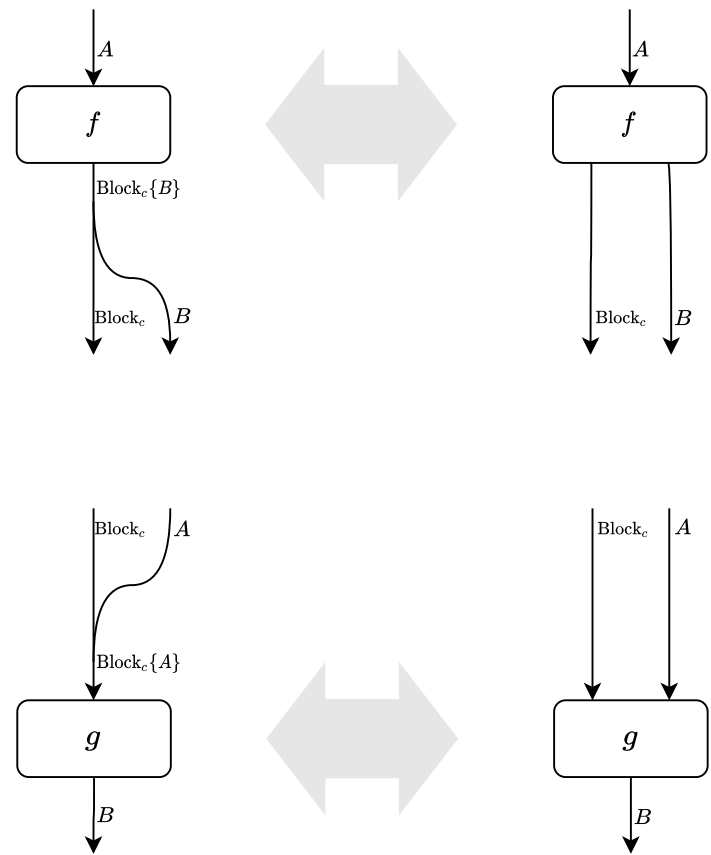 A A
f f
Block_c{B}
Block_c B Block_c B
Block_c A Block_c A
Block_c{A}
g g
B B